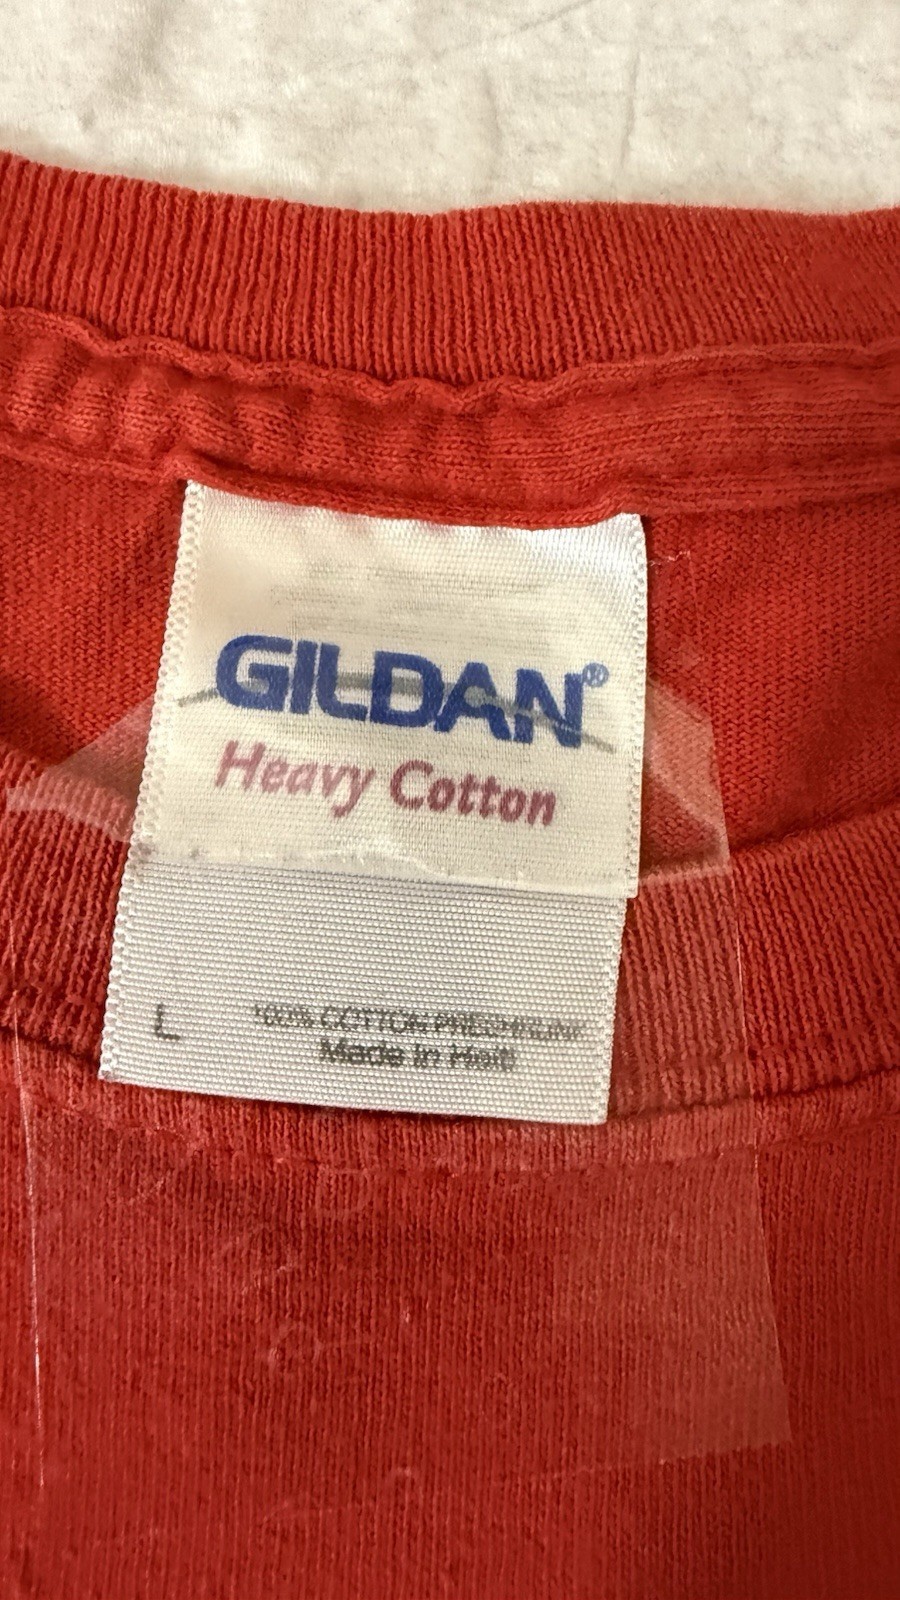 GILDAN®
Heavy Cotton
L 100% COTTON PRESHRUNK
Made in Haiti